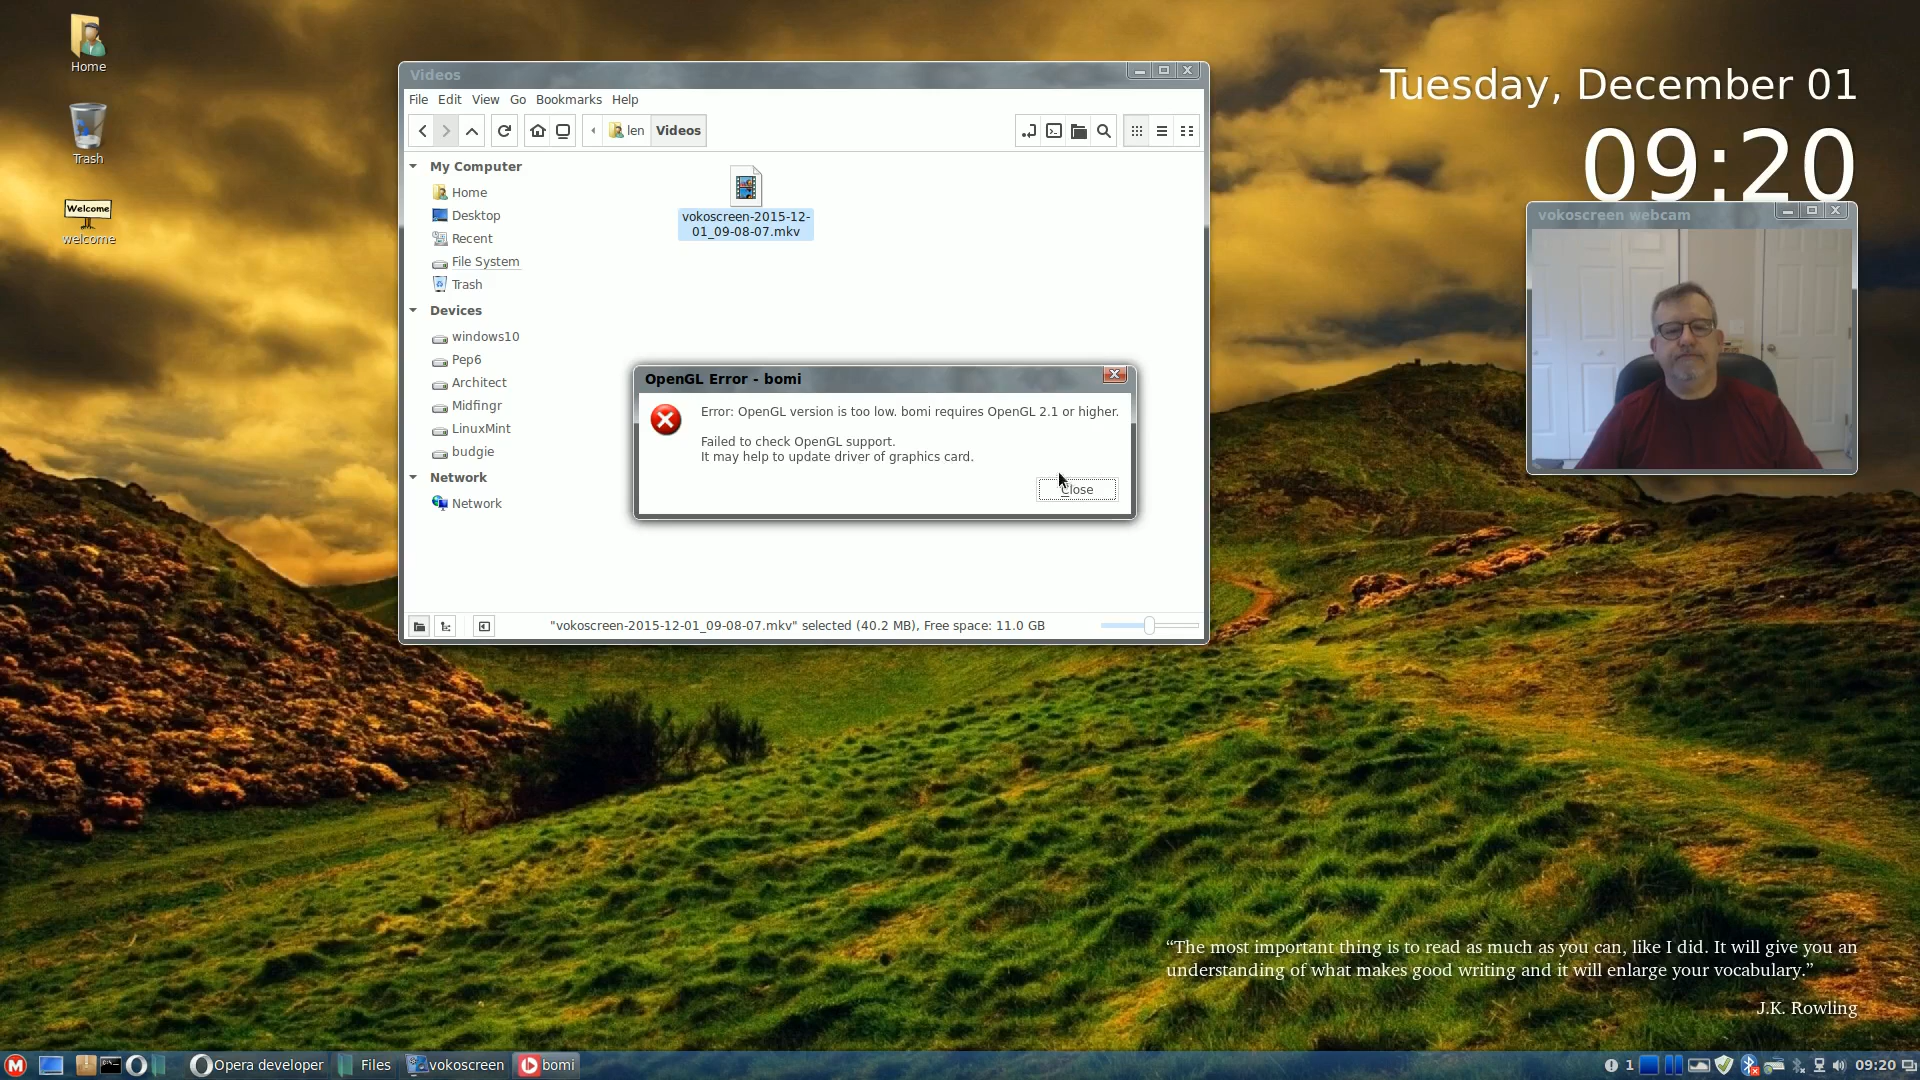 Home
Trash
Welcome
welcome
Videos
File Edit View Go Bookmarks Help
len Videos
My Computer
Home
Desktop
Recent
File System
Trash
Devices
windows10
Pep6
Architect
Midfingr
LinuxMint
budgie
Network
Network
vokoscreen-2015-12-
01_09-08-07.mkv
"vokoscreen-2015-12-01_09-08-07.mkv" selected (40.2 MB), Free space: 11.0 GB
OpenGL Error - bomi
Error: OpenGL version is too low. bomi requires OpenGL 2.1 or higher.
Failed to check OpenGL support.
It may help to update driver of graphics card.
Close
Tuesday, December 01
09:20
vokoscreen webcam
“The most important thing is to read as much as you can, like I did. It will give you an
understanding of what makes good writing and it will enlarge your vocabulary.”
J.K. Rowling
Opera developer Files vokoscreen bomi 1 09:20